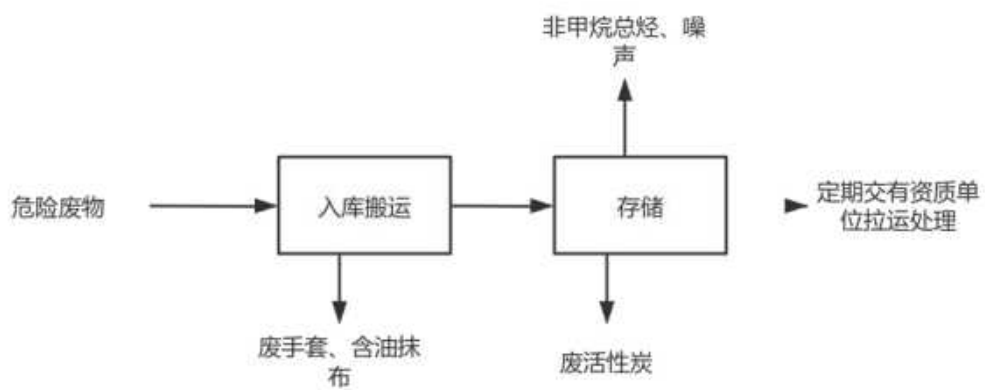 非甲烷总烃、噪
声
危险废物
入库搬运
存储
定期交有资质单
位拉运处理
废手套、含油抹
布
废活性炭